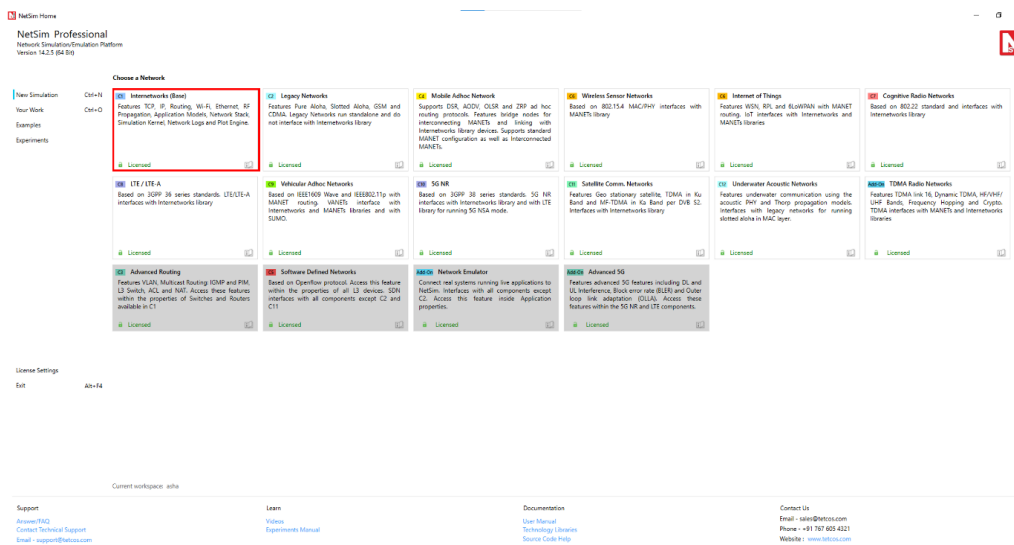 NetSim Home
NetSim Professional
Network Simulation/Emulation Platform
Version 14.2.5 (64 Bit)
Choose a Network
New Simulation Ctrl+N
Your Work Ctrl+O
Examples
Experiments
C1 Internetworks (Base)
Features TCP, IP, Routing, Wi-Fi, Ethernet, RF
Propagation, Application Models, Network Stack,
Simulation Kernel, Network Logs and Plot Engine.
Licensed
C2 Legacy Networks
Features Pure Aloha, Slotted Aloha, GSM and
CDMA. Legacy Networks run standalone and do
not interface with Internetworks library
Licensed
C4 Mobile Adhoc Network
Supports DSR, AODV, OLSR and ZRP ad hoc
routing protocols. Features bridge nodes for
interconnecting MANETs and linking with
Internetworks library devices. Supports standard
MANET configuration as well as Interconnected
MANETs.
Licensed
Wireless Sensor Networks
Based on 802.15.4 MAC/PHY interfaces with
MANETs library
Licensed
Internet of Things
Features WSN, RPL and 6LoWPAN with MANET
routing. IoT interfaces with Internetworks and
MANETs libraries
Licensed
C7 Cognitive Radio Networks
Based on 802.22 standard and interfaces with
Internetworks library
Licensed
LTE / LTE-A
Based on 3GPP 36 series standards. LTE/LTE-A
interfaces with Internetworks library
Licensed
C9 Vehicular Adhoc Networks
Based on IEEE1609 Wave and IEEE802.11p with
MANET routing. VANETs interface with
Internetworks and MANETs libraries and with
SUMO.
Licensed
C10 5G NR
Based on 3GPP 38 series standards. 5G NR
interfaces with Internetworks library and with LTE
library for running 5G NSA mode.
Licensed
C11 Satellite Comm. Networks
Features Geo stationary satellite, TDMA in Ku
Band and MF-TDMA in Ka Band per DVB S2.
Interfaces with Internetworks library
Licensed
C12 Underwater Acoustic Networks
Features underwater communication using the
acoustic PHY and Thorp propagation models.
Interfaces with legacy networks for running
slotted aloha in MAC layer.
Licensed
Add-On TDMA Radio Networks
Features TDMA link 16, Dynamic TDMA, HF/VHF/
UHF Bands, Frequency Hopping and Crypto.
TDMA interfaces with MANETs and Internetworks
libraries
Licensed
C3 Advanced Routing
Features VLAN, Multicast Routing IGMP and PIM,
L3 Switch, ACL and NAT. Access these features
within the properties of Switches and Routers
available in C1
Licensed
Software Defined Networks
Based on Openflow protocol. Access this feature
within the properties of all L3 devices. SDN
interfaces with all components except C2 and
C11
Licensed
Add-On Network Emulator
Connect real systems running live applications to
NetSim. Interfaces with all components except
C2. Access this feature inside Application
properties.
Licensed
Add-On Advanced 5G
Features advanced 5G features including DL and
UL Interference, Block error rate (BLER) and Outer
loop link adaptation (OLLA). Access these
features within the 5G NR and LTE components.
Licensed
License Settings
Exit Alt+F4
Current workspace: asha
Support
Answer/FAQ
Contact Technical Support
Email - support@tetcos.com
Learn
Videos
Experiments Manual
Documentation
User Manual
Technology Libraries
Source Code Help
Contact Us
Email - sales@tetcos.com
Phone - +91 767 605 4321
Website : www.tetcos.com